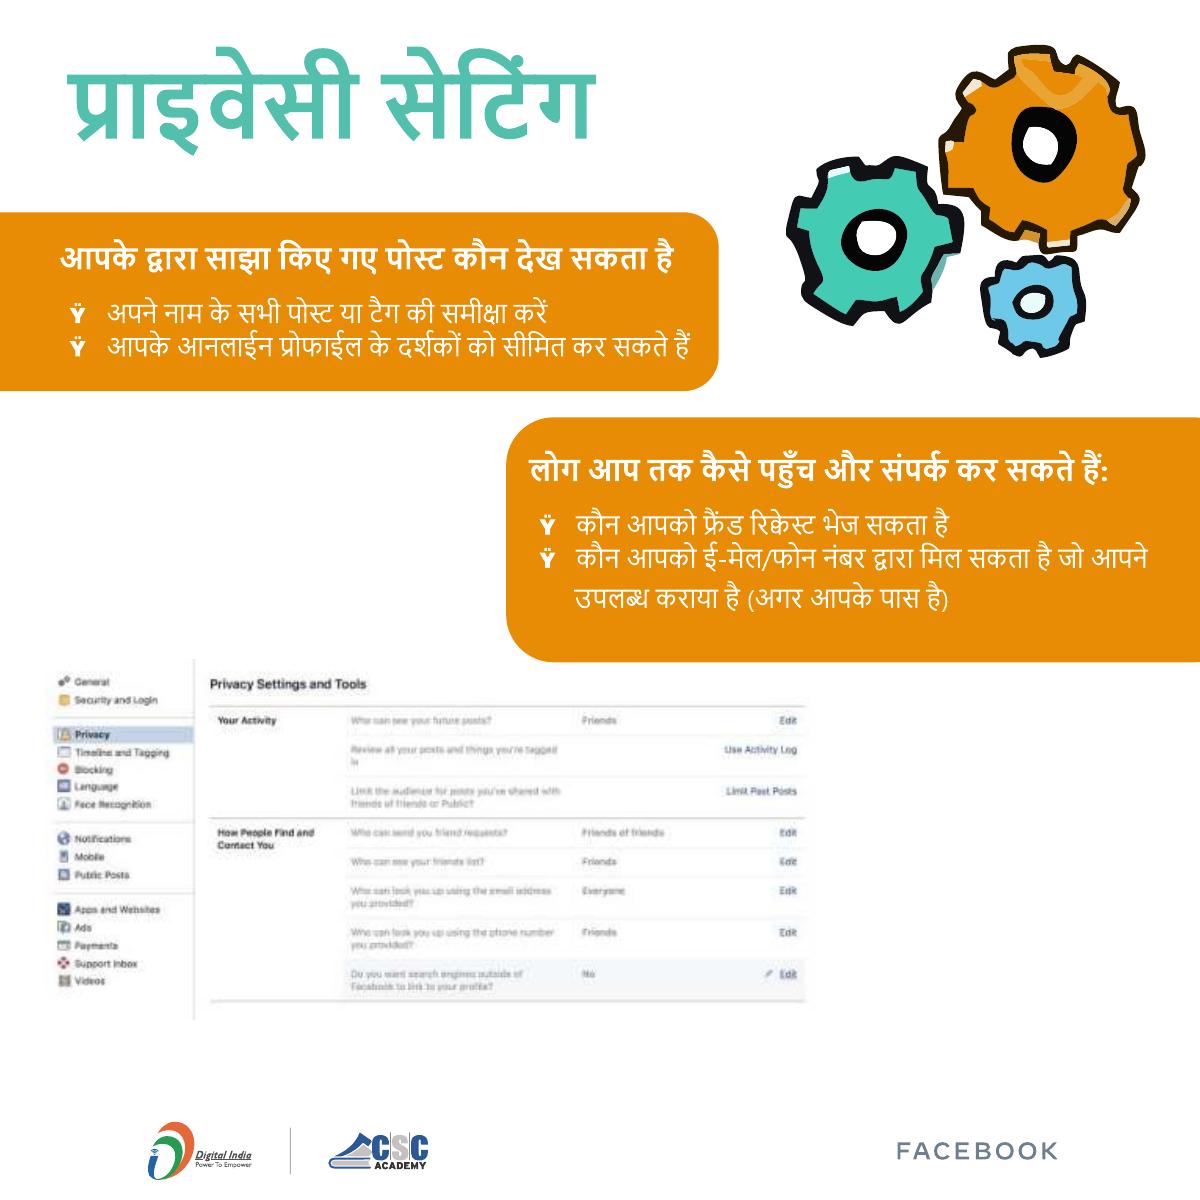 प्राइवेसी सेटिंग
आपके द्वारा साझा किए गए पोस्ट कौन देख सकता है
Ÿ अपने नाम के सभी पोस्ट या टैग की समीक्षा करें
Ÿ आपके आनलाईन प्रोफाईल के दर्शकों को सीमित कर सकते हैं
लोग आप तक कैसे पहुँच और संपर्क कर सकते हैं:
Ÿ कौन आपको फ्रैंड रिक्वेस्ट भेज सकता है
Ÿ कौन आपको ई-मेल/फोन नंबर द्वारा मिल सकता है जो आपने
उपलब्ध कराया है (अगर आपके पास है)
General
Security and Login
Privacy
Timeline and Tagging
Blocking
Language
Face Recognition
Notifications
Mobile
Public Posts
Apps and Websites
Ads
Payments
Support Inbox
Videos
Privacy Settings and Tools
Your Activity
Who can see your future posts? Friends Edit
Review all your posts and things you're tagged Use Activity Log
in
Limit the audience for posts you've shared with Limit Past Posts
friends of friends or Public?
How People Find and Who can send you friend requests? Friends of friends Edit
Contact You
Who can see your friends list? Friends Edit
Who can look you up using the email address Everyone Edit
you provided?
Who can look you up using the phone number Friends Edit
you provided?
Do you want search engines outside of No Edit
Facebook to link to your profile?
Digital India
Power To Empower
CSC
ACADEMY
FACEBOOK